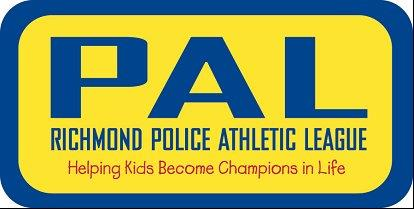 PAL
RICHMOND POLICE ATHLETIC LEAGUE
Helping Kids Become Champions in Life